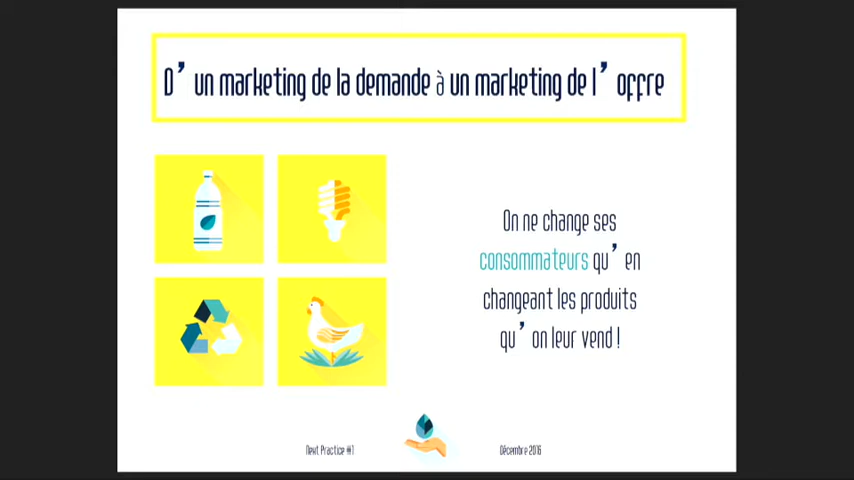 D’un marketing de la demande à un marketing de l’offre
On ne change ses
consommateurs qu’en
changeant les produits
qu’on leur vend !
Next Practice #1
Décembre 2016